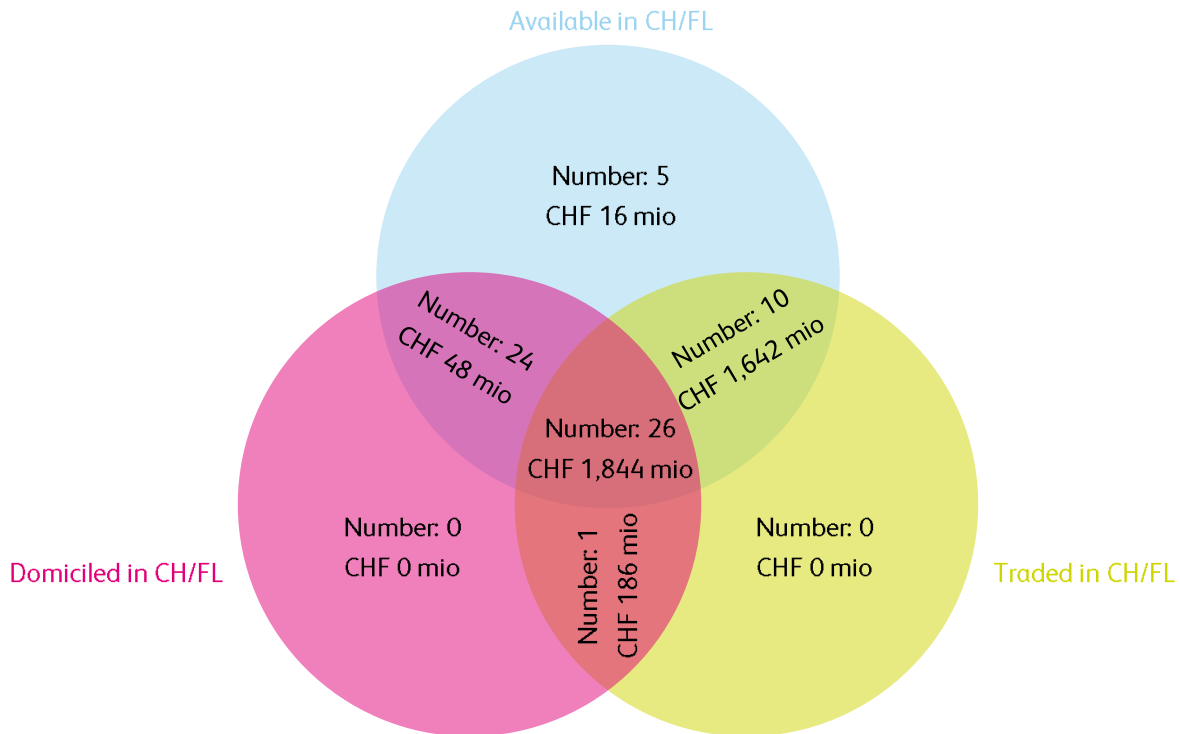 Available in CH/FL
Number: 5
CHF 16 mio
Number: 24
CHF 48 mio
Number: 10
CHF 1,642 mio
Number: 26
CHF 1,844 mio
Number: 0
CHF 0 mio
Number: 1
CHF 186 mio
Number: 0
CHF 0 mio
Domiciled in CH/FL
Traded in CH/FL